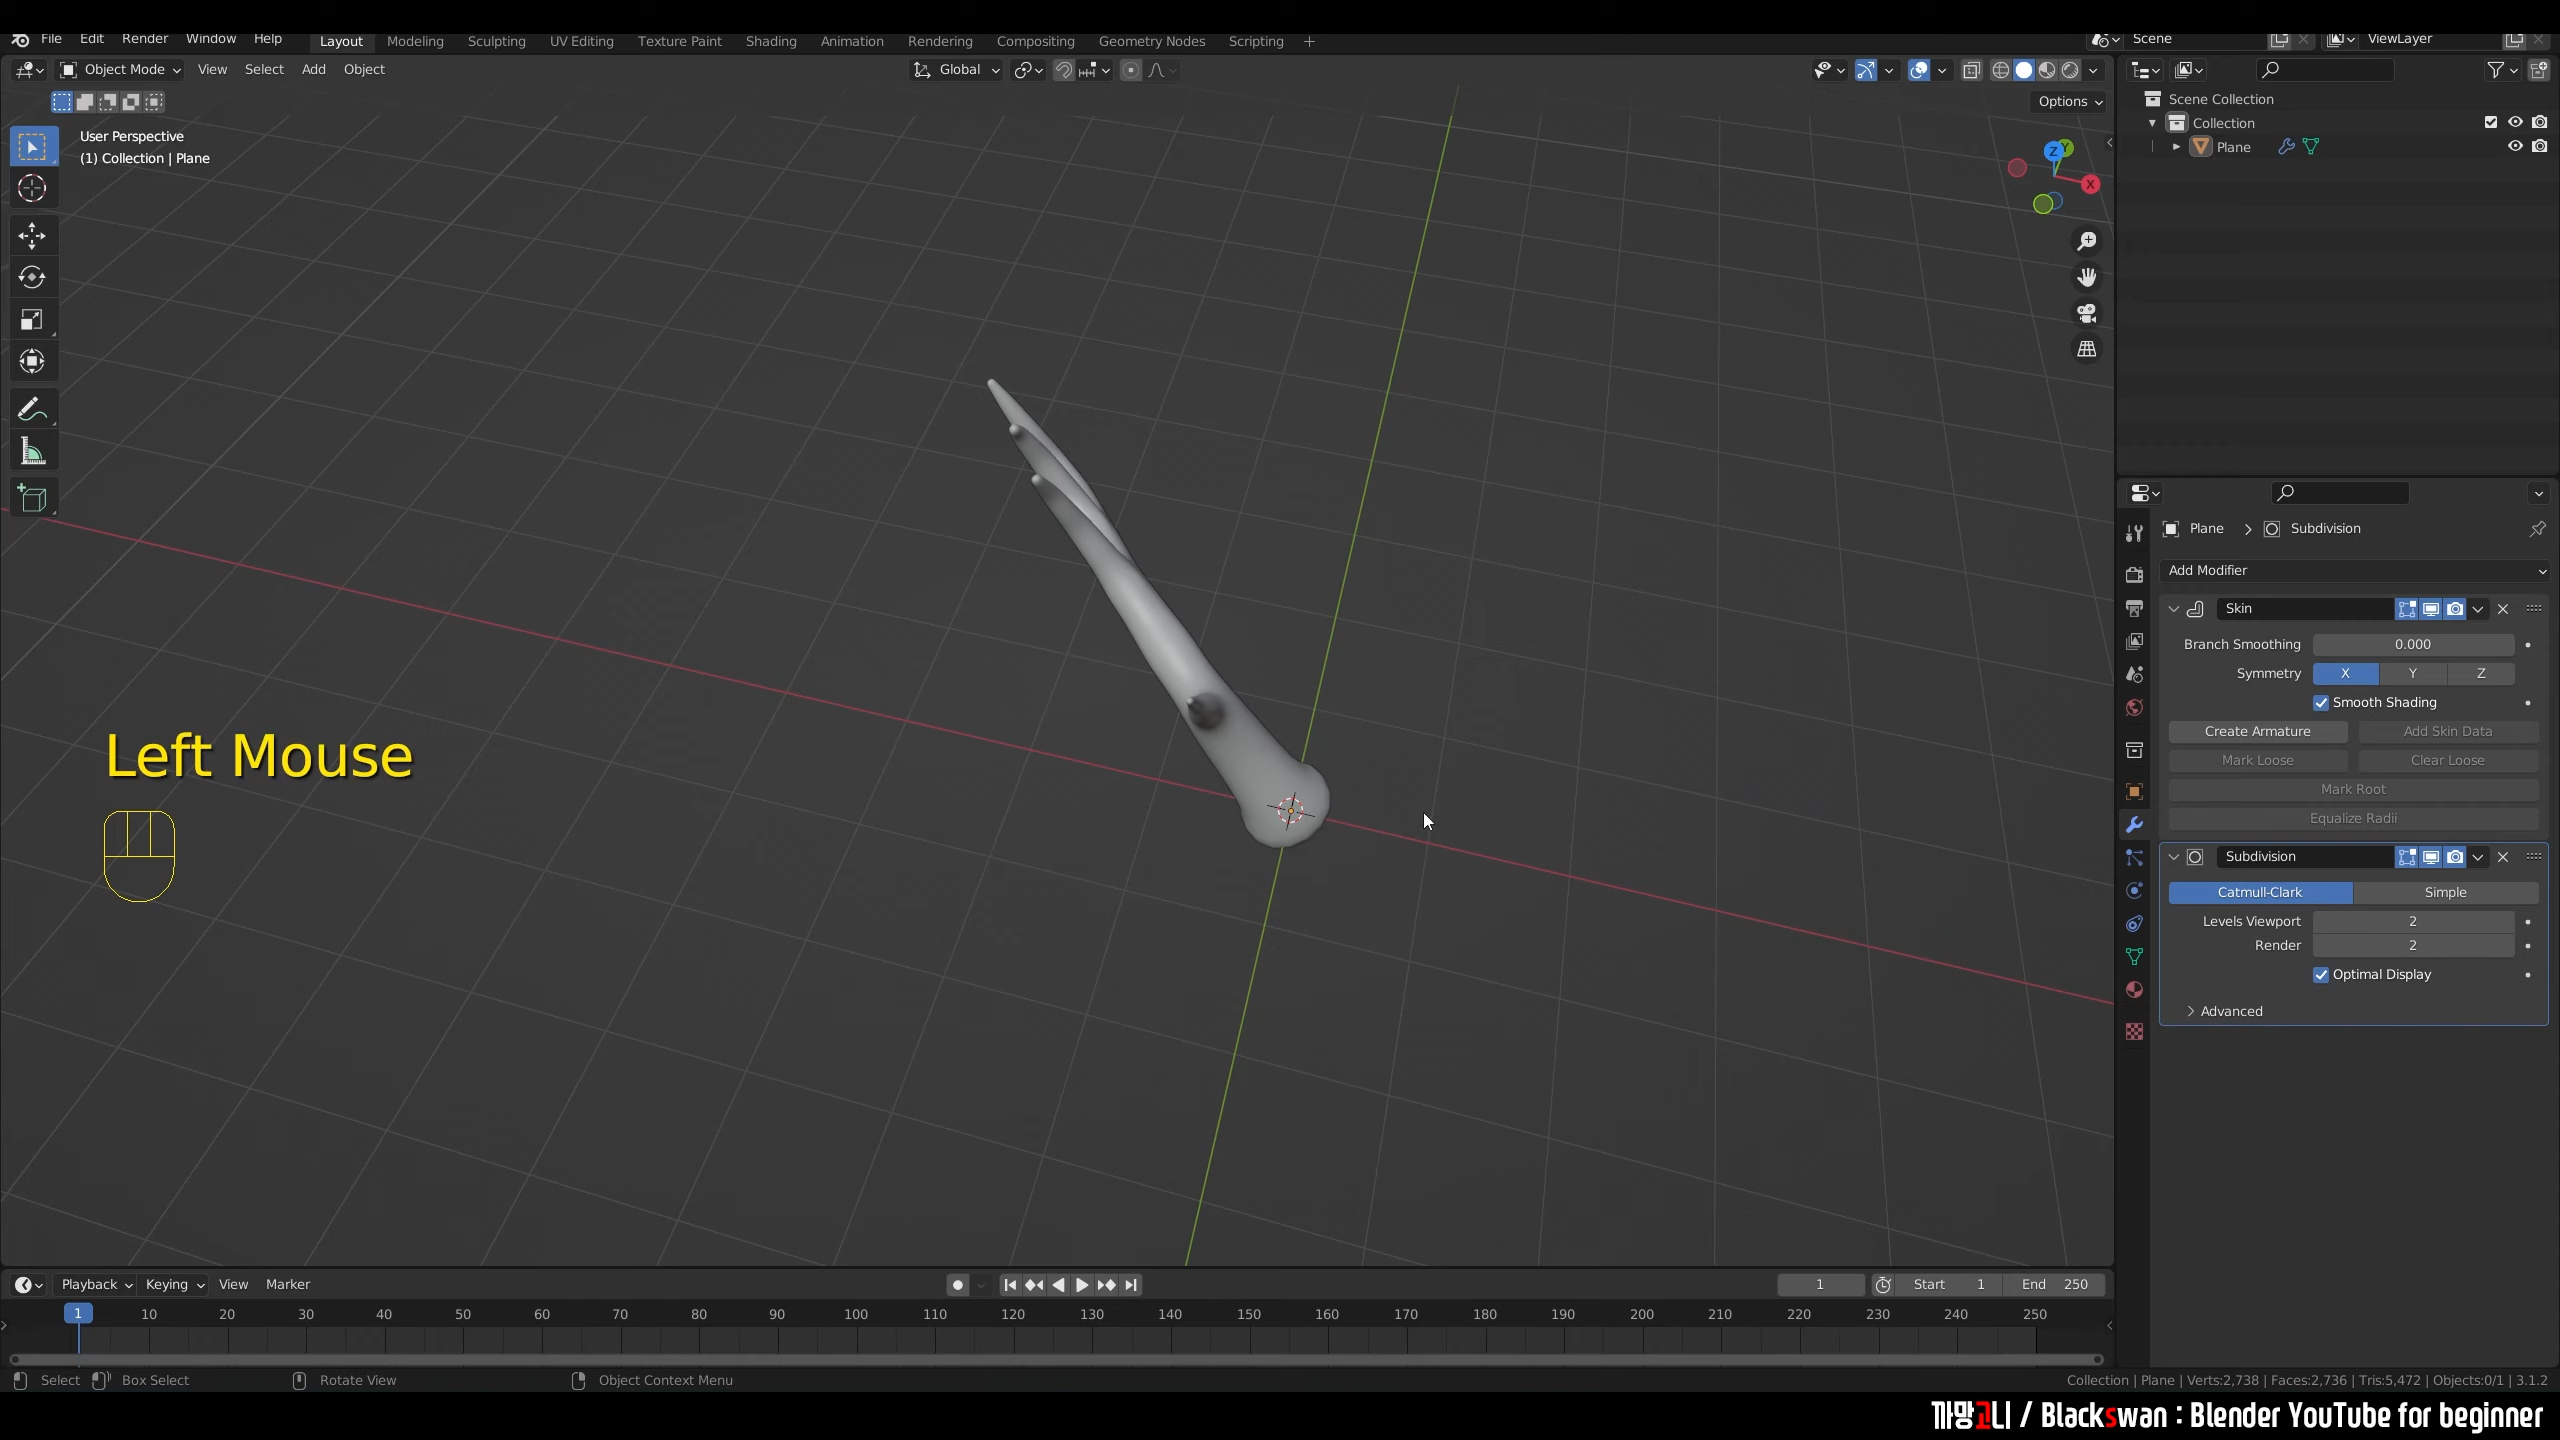 File Edit Render Window Help Layout Modeling Sculpting UV Editing Texture Paint Shading Animation Rendering Compositing Geometry Nodes Scripting + Scene ViewLayer
Object Mode View Select Add Object Global
Options
User Perspective
(1) Collection | Plane
Scene Collection
Collection
Plane
Z Y X
Plane > Subdivision
Add Modifier
Skin
Branch Smoothing 0.000
Symmetry X Y Z
Smooth Shading
Create Armature Add Skin Data
Mark Loose Clear Loose
Mark Root
Equalize Radii
Subdivision
Catmull-Clark Simple
Levels Viewport 2
Render 2
Optimal Display
Advanced
Left Mouse
Playback Keying View Marker 1 Start 1 End 250
1 10 20 30 40 50 60 70 80 90 100 110 120 130 140 150 160 170 180 190 200 210 220 230 240 250
Select Box Select Rotate View Object Context Menu Collection | Plane | Verts:2,738 | Faces:2,736 | Tris:5,472 | Objects:0/1 | 3.1.2
까망고니 / Blackswan : Blender YouTube for beginner